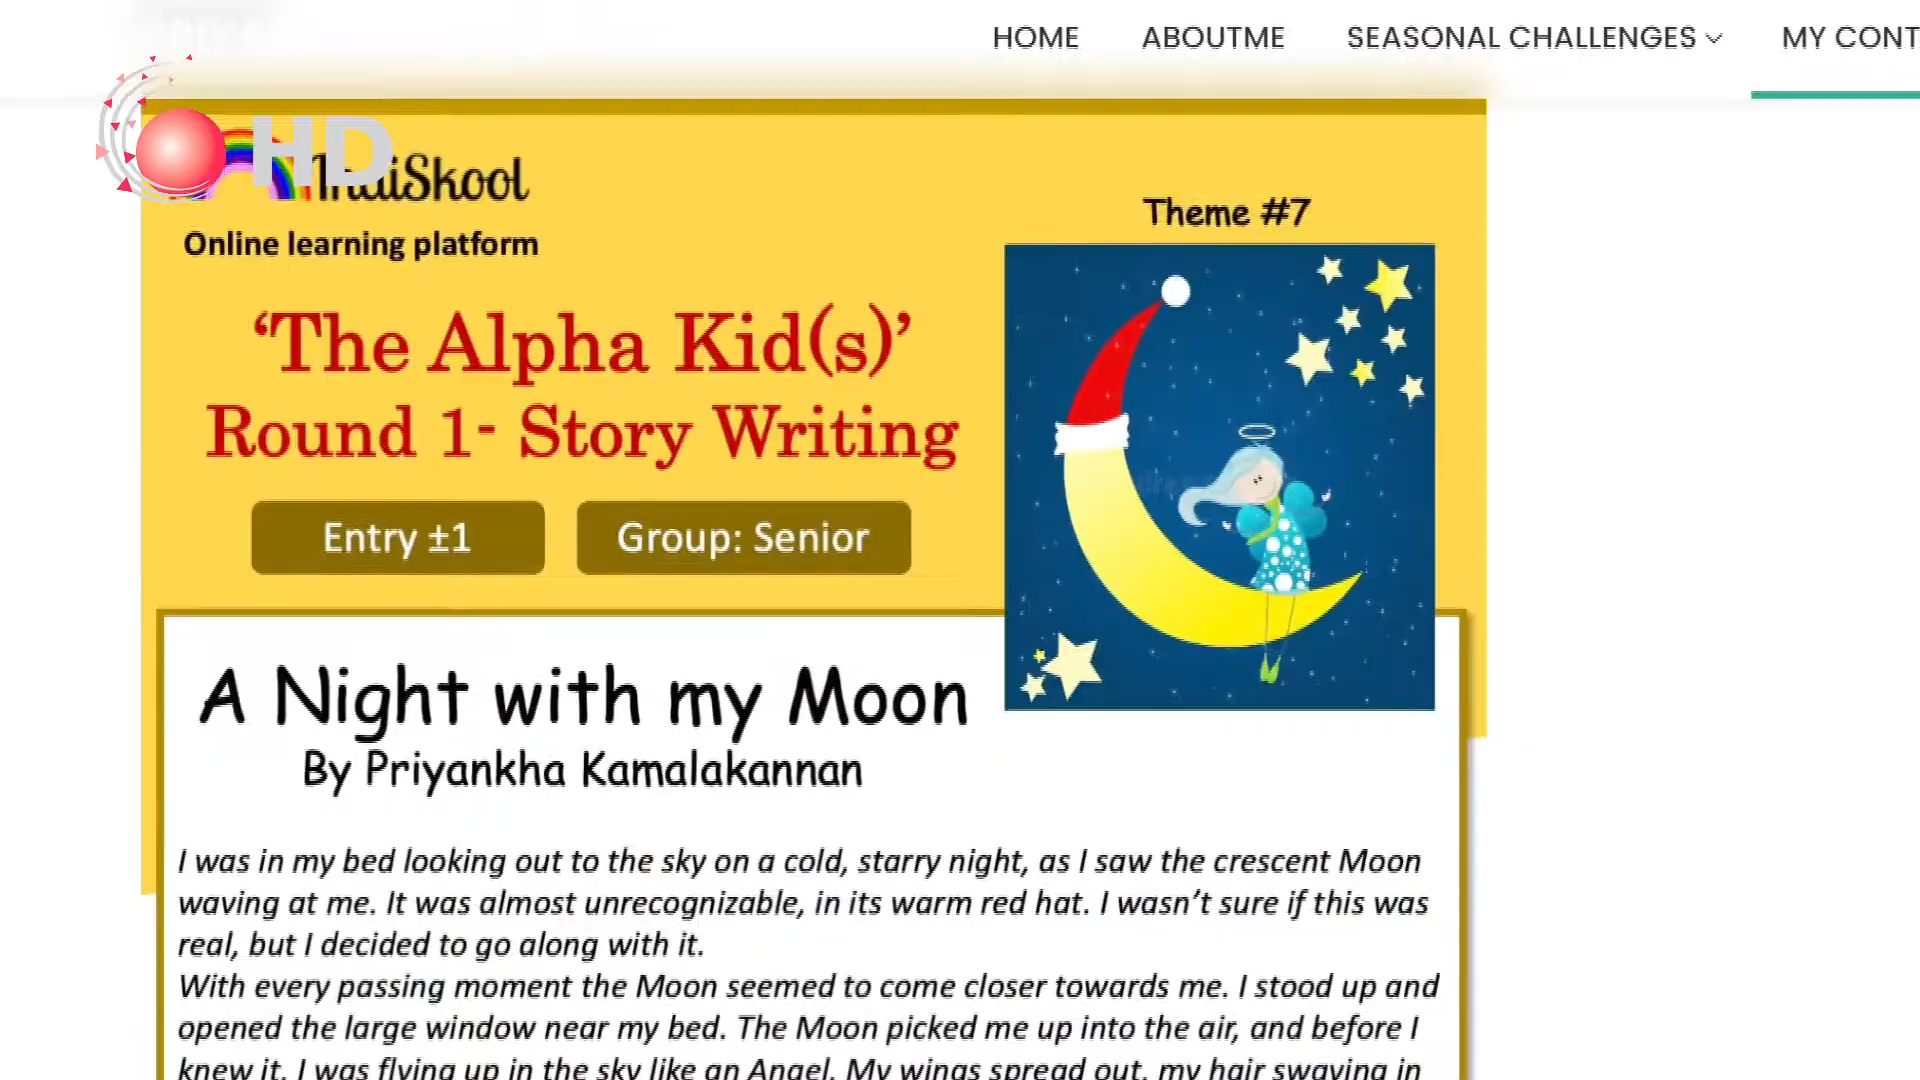 HOME ABOUTME SEASONAL CHALLENGES MY CONT
HD
IndiSkool
Online learning platform
Theme #7
‘The Alpha Kid(s)’
Round 1- Story Writing
Entry ±1
Group: Senior
A Night with my Moon
By Priyankha Kamalakannan
I was in my bed looking out to the sky on a cold, starry night, as I saw the crescent Moon
waving at me. It was almost unrecognizable, in its warm red hat. I wasn’t sure if this was
real, but I decided to go along with it.
With every passing moment the Moon seemed to come closer towards me. I stood up and
opened the large window near my bed. The Moon picked me up into the air, and before I
knew it, I was flying up in the sky like an Angel. My wings spread out, my hair swaying in